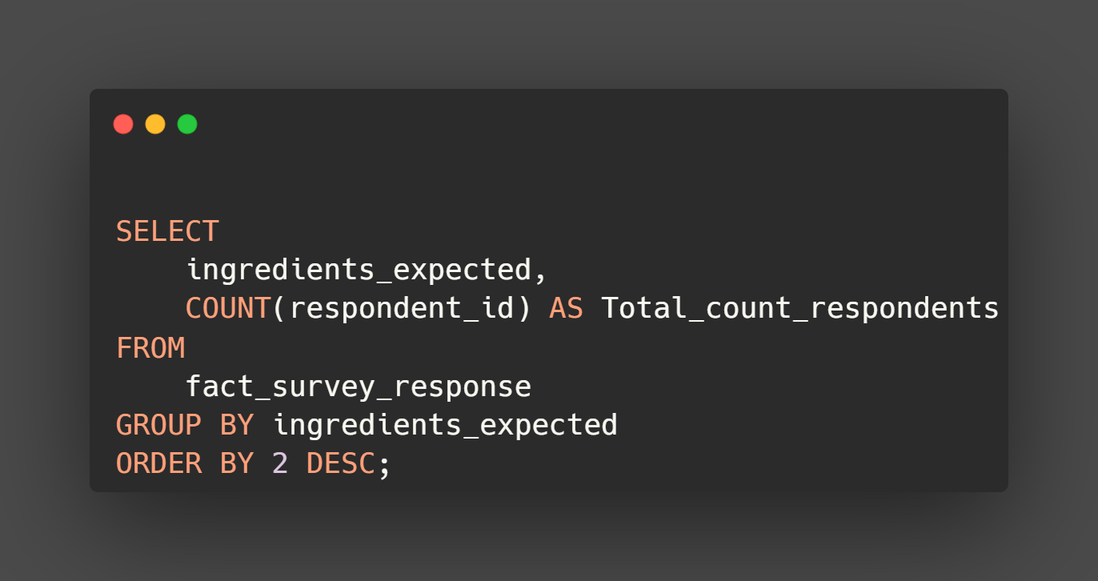 SELECT
    ingredients_expected,
    COUNT(respondent_id) AS Total_count_respondents
FROM
    fact_survey_response
GROUP BY ingredients_expected
ORDER BY 2 DESC;